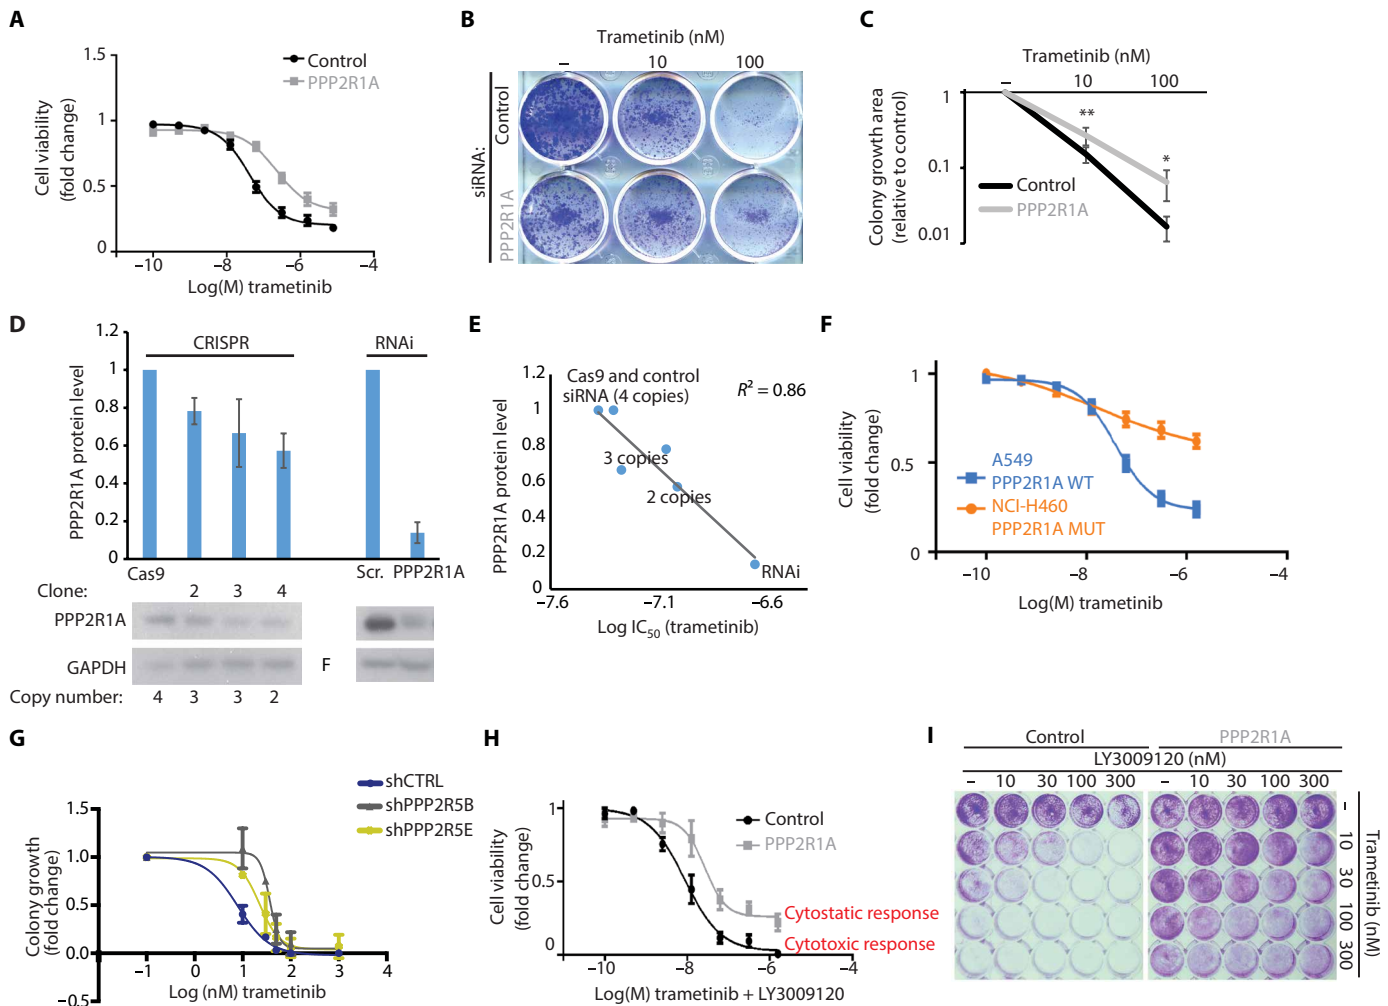 A
1.5
1
0.5
0
Cell viability
(fold change)
Control
PPP2R1A
–10
–8
–6
–4
Log(M) trametinib
B
Trametinib (nM)
–
10
100
siRNA:
Control
PPP2R1A
C
Trametinib (nM)
–
10
100
1
0.1
0.01
Colony growth area
(relative to control)
**
*
Control
PPP2R1A
D
1.2
1
0.8
0.6
0.4
0.2
0
PPP2R1A protein level
CRISPR
RNAi
Cas9
Scr. PPP2R1A
Clone: 2 3 4
PPP2R1A
GAPDH
F
Copy number: 4 3 3 2
E
1.2
1
0.8
0.6
0.4
0.2
0
PPP2R1A protein level
Cas9 and control
siRNA (4 copies)
R² = 0.86
3 copies
2 copies
RNAi
–7.6
–7.1
–6.6
Log IC₅₀ (trametinib)
F
1
0.5
0
Cell viability
(fold change)
A549
PPP2R1A WT
NCI-H460
PPP2R1A MUT
–10
–8
–6
–4
Log(M) trametinib
G
1.5
1.0
0.5
0.0
–0.5
Colony growth
(fold change)
shCTRL
shPPP2R5B
shPPP2R5E
–1
0
1
2
3
4
Log (nM) trametinib
H
1
0.5
0
Cell viability
(fold change)
Control
PPP2R1A
Cytostatic response
Cytotoxic response
–10
–8
–6
–4
Log(M) trametinib + LY3009120
I
Control
PPP2R1A
LY3009120 (nM)
– 10 30 100 300
– 10 30 100 300
–
10
30
100
300
Trametinib (nM)